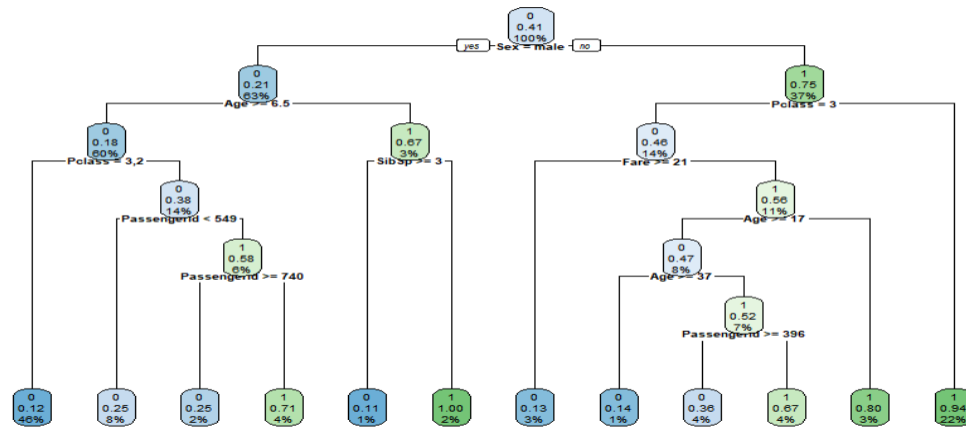 0
0.41
100%
yes Sex = male no
0
0.21
63%
Age >= 6.5
1
0.75
37%
Pclass = 3
0
0.18
60%
Pclass = 3,2
1
0.67
3%
SibSp >= 3
0
0.46
14%
Fare >= 21
0
0.38
14%
PassengerId < 549
1
0.56
11%
Age >= 17
1
0.58
6%
PassengerId >= 740
0
0.47
8%
Age >= 37
1
0.52
7%
PassengerId >= 396
0 0 0 1 0 1 0 0 0 1 1 1
0.12 0.25 0.25 0.71 0.11 1.00 0.13 0.14 0.36 0.67 0.80 0.94
46% 8% 2% 4% 1% 2% 3% 1% 4% 4% 3% 22%